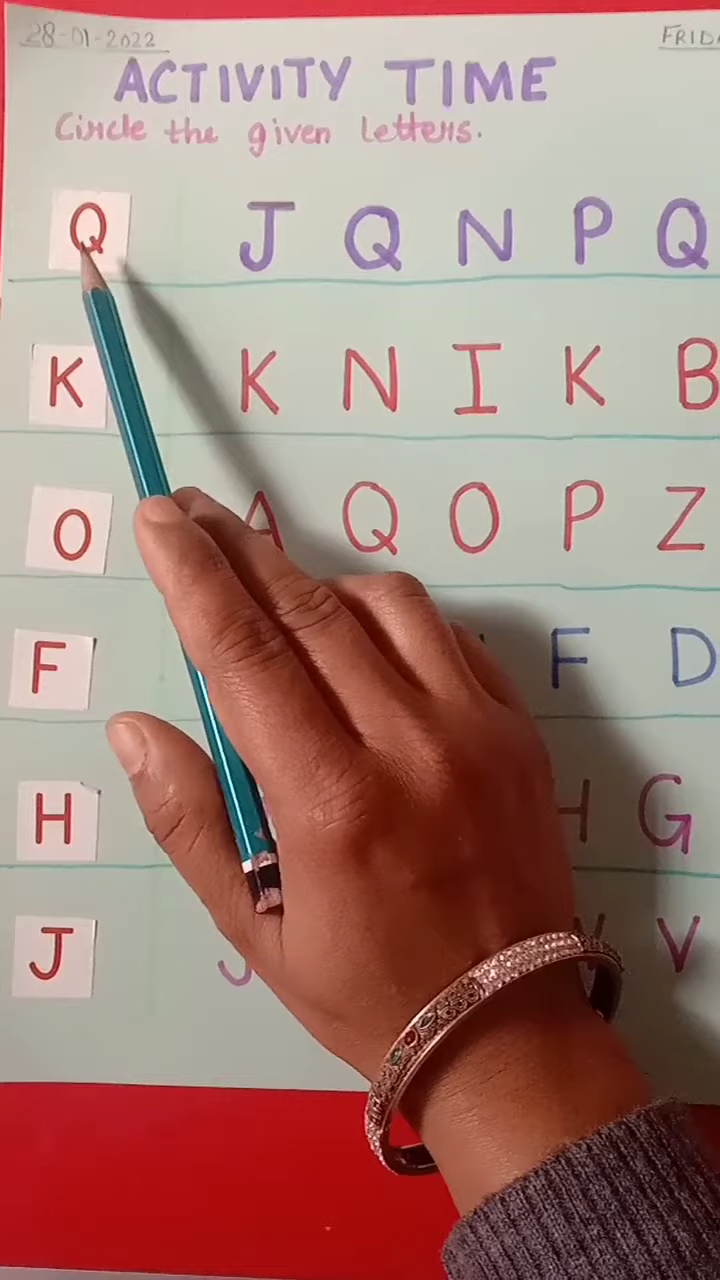 28-01-2022
ACTIVITY TIME
Circle the given letters.
Q J Q N P Q
K K N I K B
O A Q O P Z
F F D
H H G
J J V